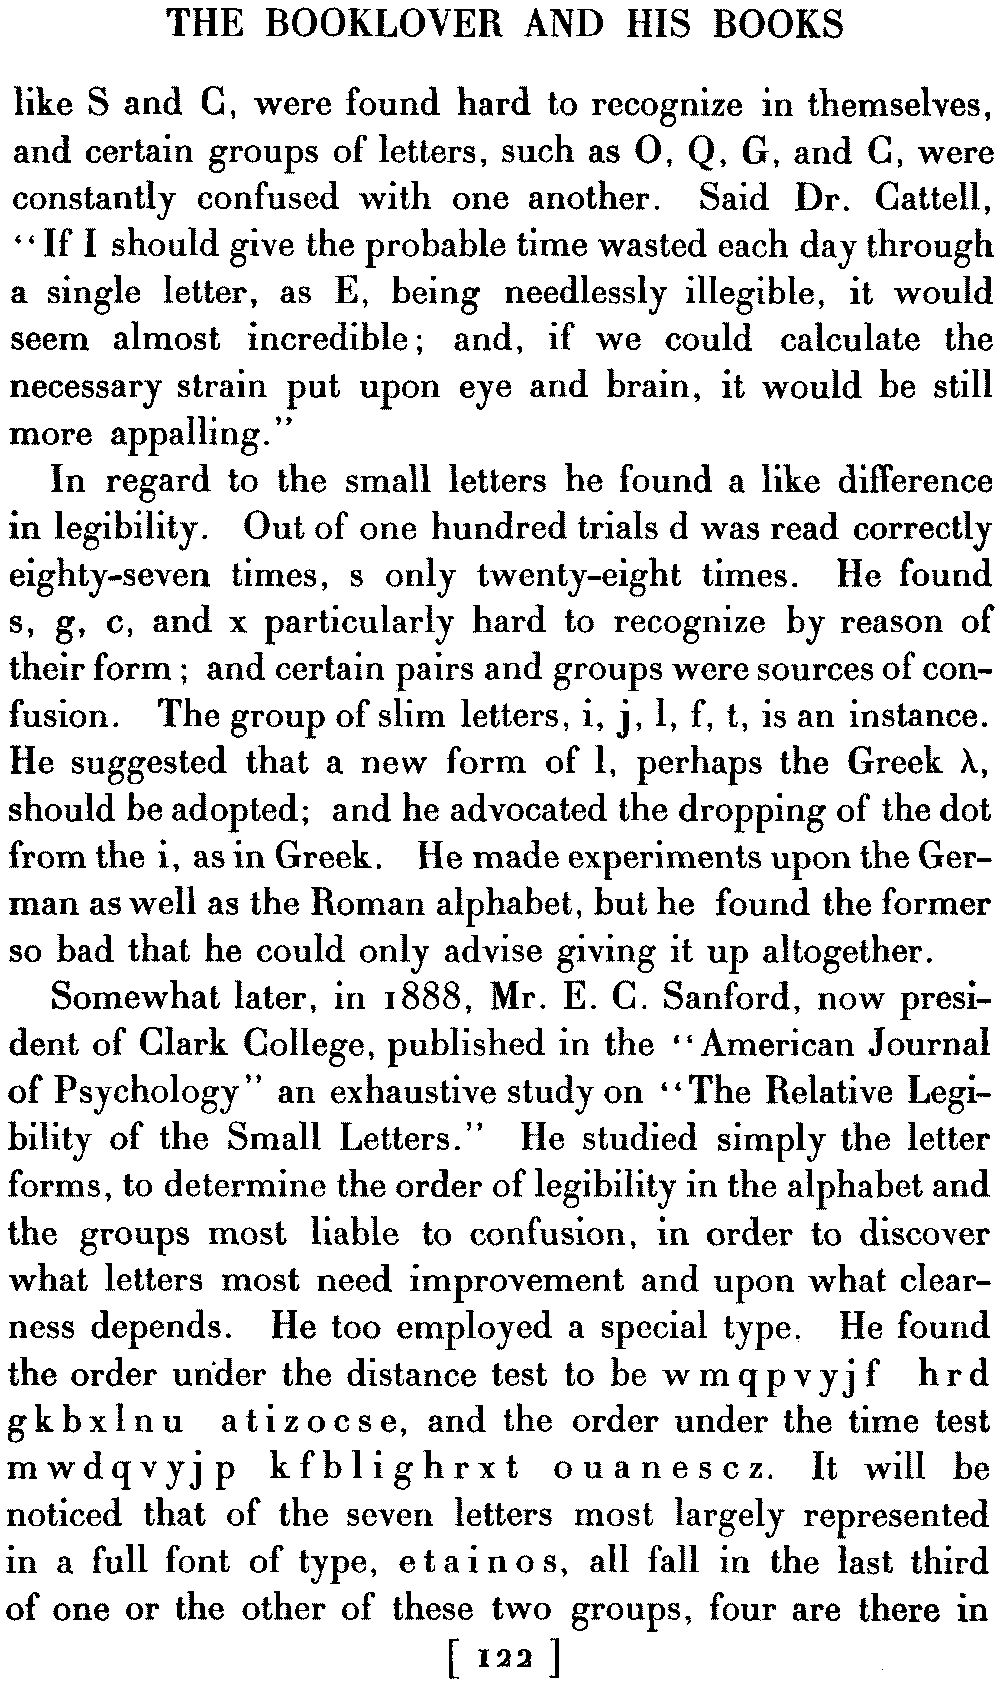 THE BOOKLOVER AND HIS BOOKS
like S and C, were found hard to recognize in themselves,
and certain groups of letters, such as O, Q, G, and C, were
constantly confused with one another. Said Dr. Cattell,
“If I should give the probable time wasted each day through
a single letter, as E, being needlessly illegible, it would
seem almost incredible; and, if we could calculate the
necessary strain put upon eye and brain, it would be still
more appalling.”
In regard to the small letters he found a like difference
in legibility. Out of one hundred trials d was read correctly
eighty-seven times, s only twenty-eight times. He found
s, g, c, and x particularly hard to recognize by reason of
their form; and certain pairs and groups were sources of con-
fusion. The group of slim letters, i, j, l, f, t, is an instance.
He suggested that a new form of l, perhaps the Greek λ,
should be adopted; and he advocated the dropping of the dot
from the i, as in Greek. He made experiments upon the Ger-
man as well as the Roman alphabet, but he found the former
so bad that he could only advise giving it up altogether.
Somewhat later, in 1888, Mr. E. C. Sanford, now presi-
dent of Clark College, published in the “American Journal
of Psychology” an exhaustive study on “The Relative Legi-
bility of the Small Letters.” He studied simply the letter
forms, to determine the order of legibility in the alphabet and
the groups most liable to confusion, in order to discover
what letters most need improvement and upon what clear-
ness depends. He too employed a special type. He found
the order under the distance test to be w m q p v y j f h r d
g k b x l n u a t i z o c s e, and the order under the time test
m w d q v y j p k f b l i g h r x t o u a n e s c z. It will be
noticed that of the seven letters most largely represented
in a full font of type, e t a i n o s, all fall in the last third
of one or the other of these two groups, four are there in
[ 122 ]